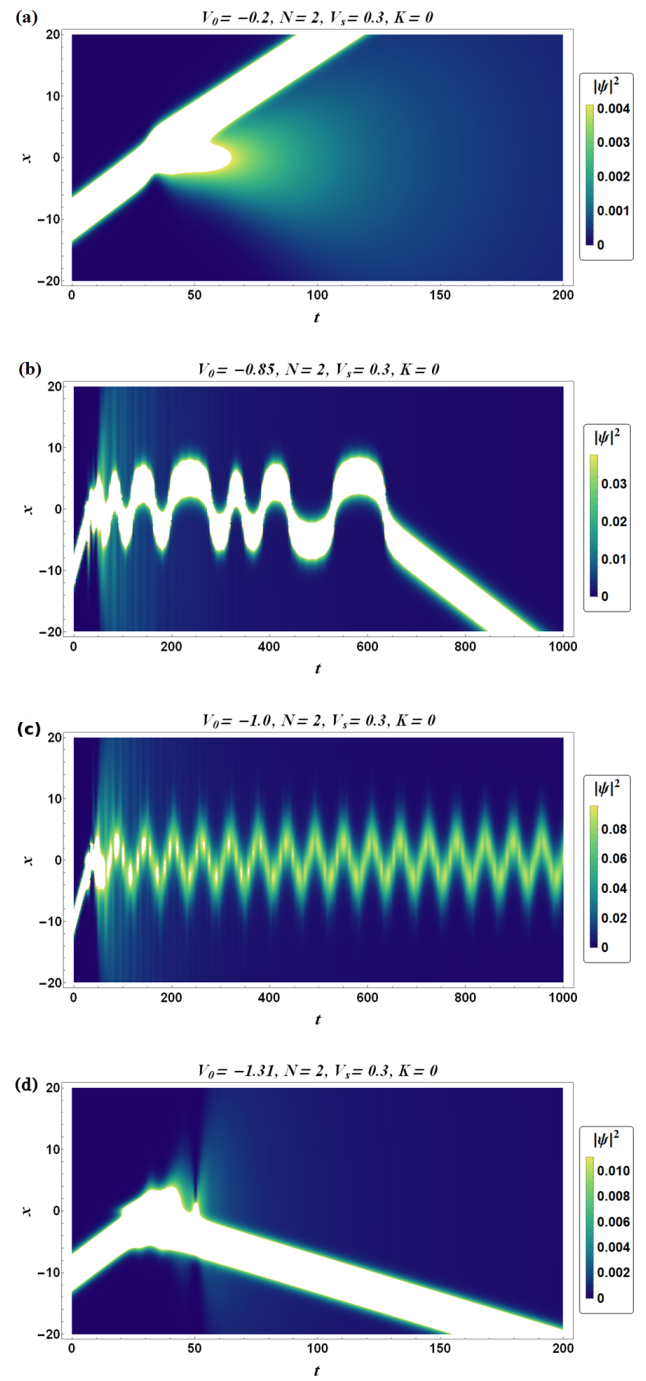 (a)
V₀ = −0.2, N = 2, Vₛ = 0.3, K = 0
20
10
0
−10
−20
x
0 50 100 150 200
t
|ψ|²
0.004
0.003
0.002
0.001
0
(b)
V₀ = −0.85, N = 2, Vₛ = 0.3, K = 0
20
10
0
−10
−20
x
0 200 400 600 800 1000
t
|ψ|²
0.03
0.02
0.01
0
(c)
V₀ = −1.0, N = 2, Vₛ = 0.3, K = 0
20
10
0
−10
−20
x
0 200 400 600 800 1000
t
|ψ|²
0.08
0.06
0.04
0.02
0
(d)
V₀ = −1.31, N = 2, Vₛ = 0.3, K = 0
20
10
0
−10
−20
x
0 50 100 150 200
t
|ψ|²
0.010
0.008
0.006
0.004
0.002
0